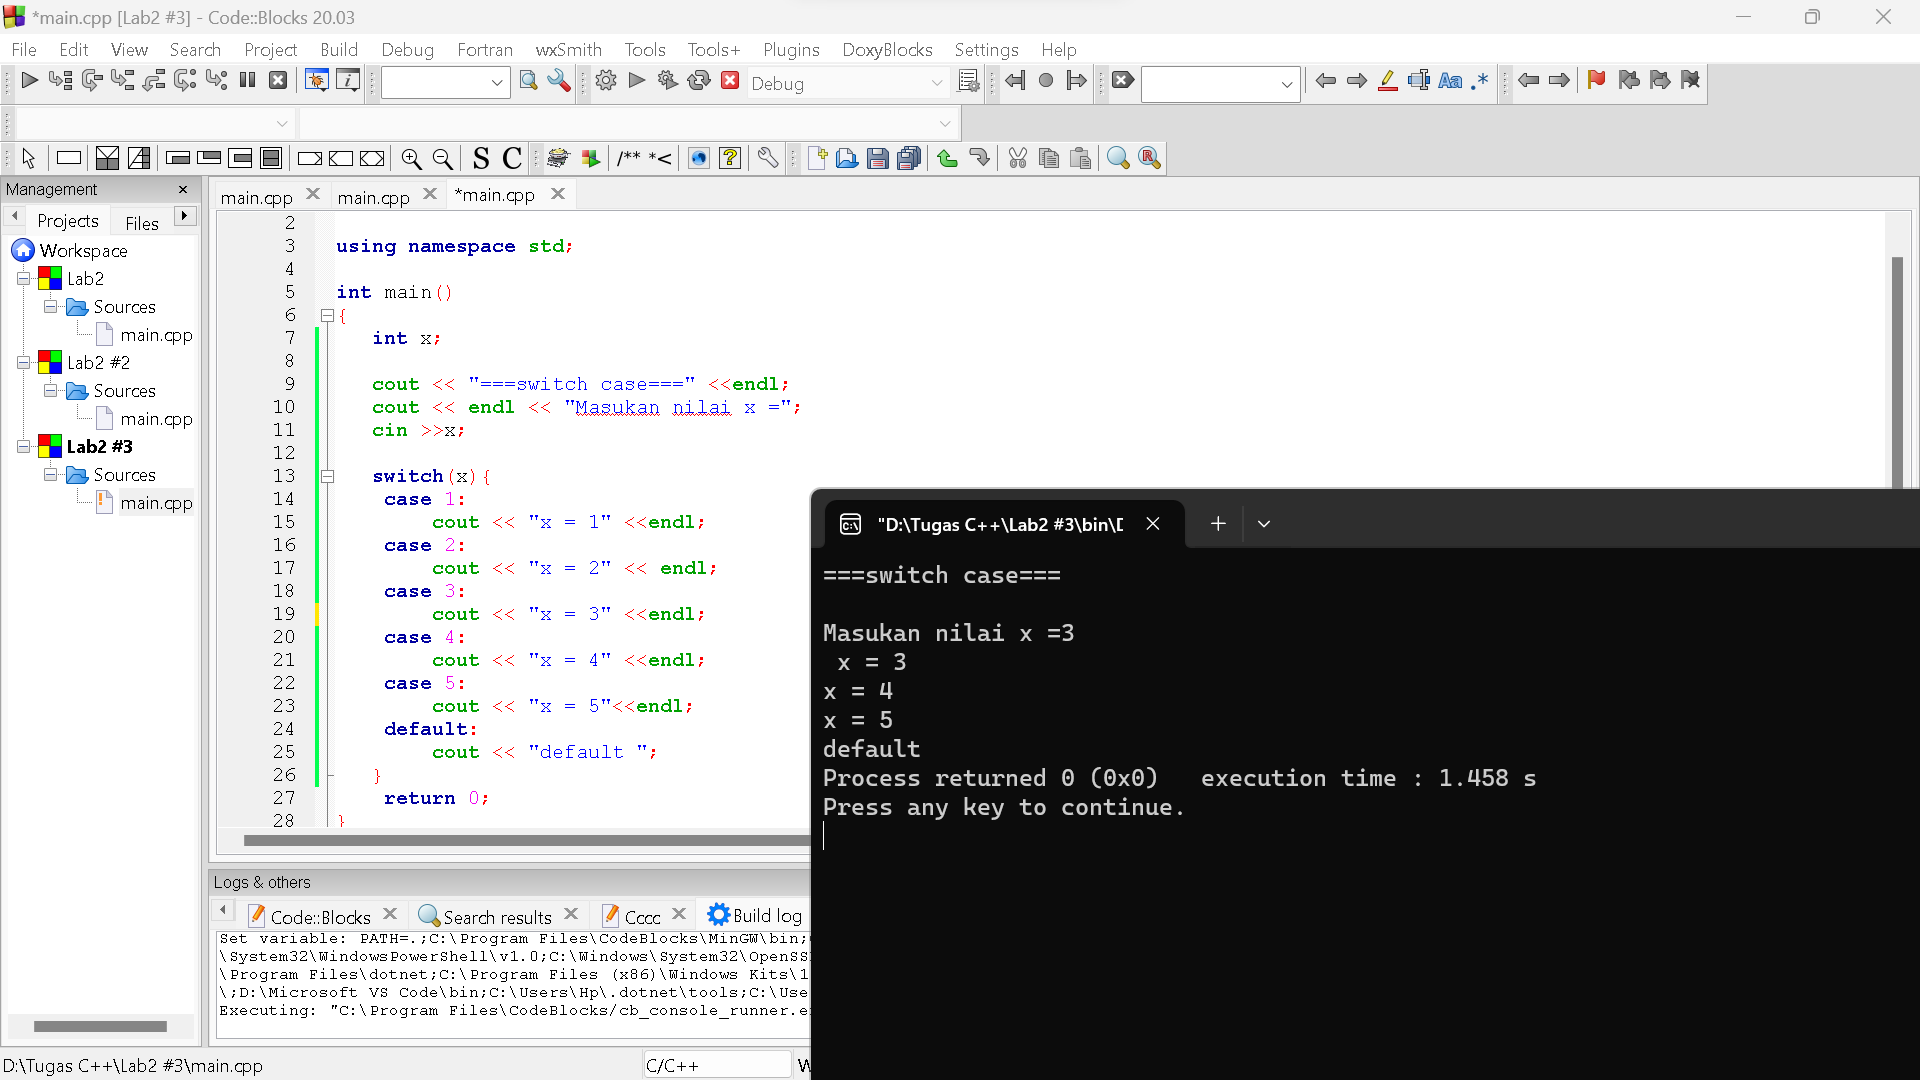 *main.cpp [Lab2 #3] - Code::Blocks 20.03
File Edit View Search Project Build Debug Fortran wxSmith Tools Tools+ Plugins DoxyBlocks Settings Help
Debug
S C /** *<
Management
Projects Files
Workspace
Lab2
Sources
main.cpp
Lab2 #2
Sources
main.cpp
Lab2 #3
Sources
main.cpp
main.cpp main.cpp *main.cpp
2
3 using namespace std;
4
5 int main()
6 {
7 int x;
8
9 cout << "===switch case===" <<endl;
10 cout << endl << "Masukan nilai x =";
11 cin >>x;
12
13 switch(x){
14 case 1:
15 cout << "x = 1" <<endl;
16 case 2:
17 cout << "x = 2" << endl;
18 case 3:
19 cout << "x = 3" <<endl;
20 case 4:
21 cout << "x = 4" <<endl;
22 case 5:
23 cout << "x = 5"<<endl;
24 default:
25 cout << "default ";
26 }
27 return 0;
28 }
"D:\Tugas C++\Lab2 #3\bin\
===switch case===
Masukan nilai x =3
x = 3
x = 4
x = 5
default
Process returned 0 (0x0) execution time : 1.458 s
Press any key to continue.
Logs & others
Code::Blocks Search results Cccc Build log
Set variable: PATH=.;C:\Program Files\CodeBlocks\MinGW\bin;
\System32\WindowsPowerShell\v1.0;C:\Windows\System32\OpenSS
\Program Files\dotnet;C:\Program Files (x86)\Windows Kits\1
\;D:\Microsoft VS Code\bin;C:\Users\Hp\.dotnet\tools;C:\Use
Executing: "C:\Program Files\CodeBlocks/cb_console_runner.e
D:\Tugas C++\Lab2 #3\main.cpp C/C++ W